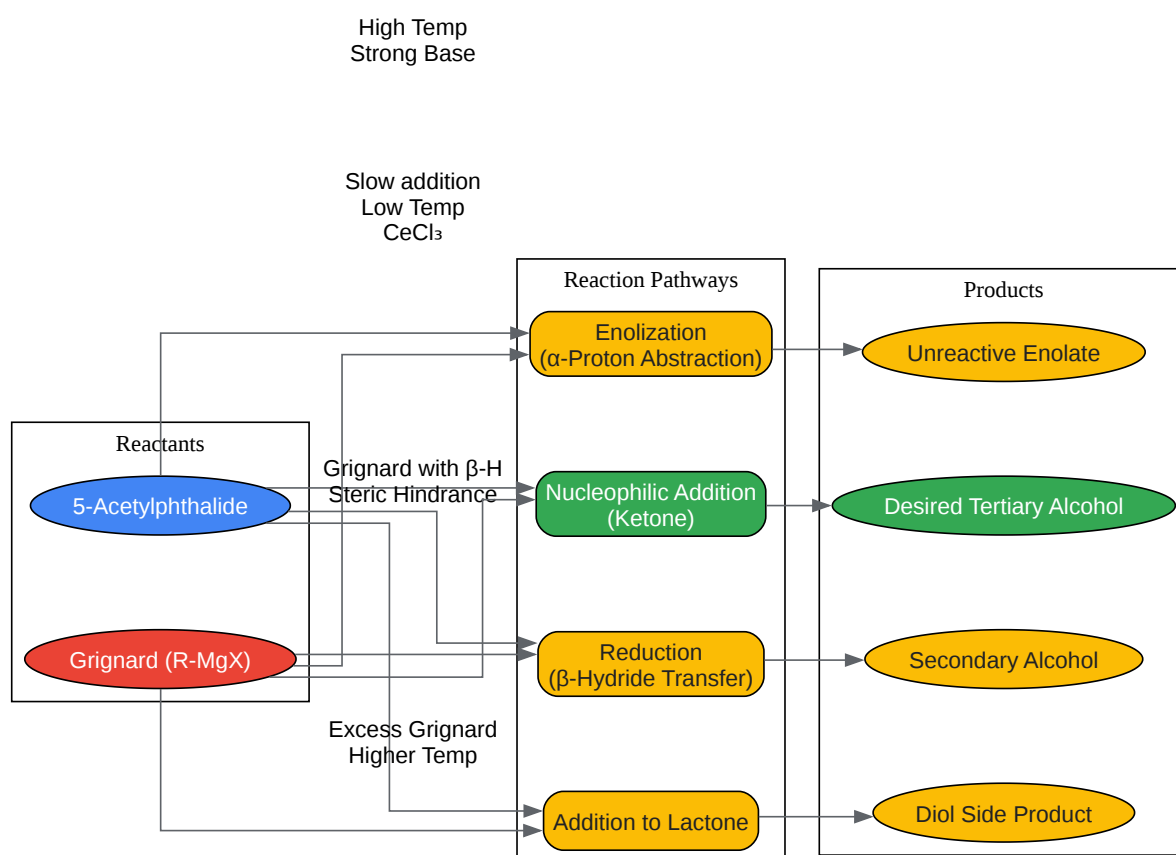 High Temp
Strong Base
Slow addition
Low Temp
CeCl₃
Reaction Pathways
Products
Enolization
(α-Proton Abstraction)
Unreactive Enolate
Reactants
Grignard with β-H
Steric Hindrance
5-Acetylphthalide
Nucleophilic Addition
(Ketone)
Desired Tertiary Alcohol
Grignard (R-MgX)
Reduction
(β-Hydride Transfer)
Secondary Alcohol
Excess Grignard
Higher Temp
Addition to Lactone
Diol Side Product